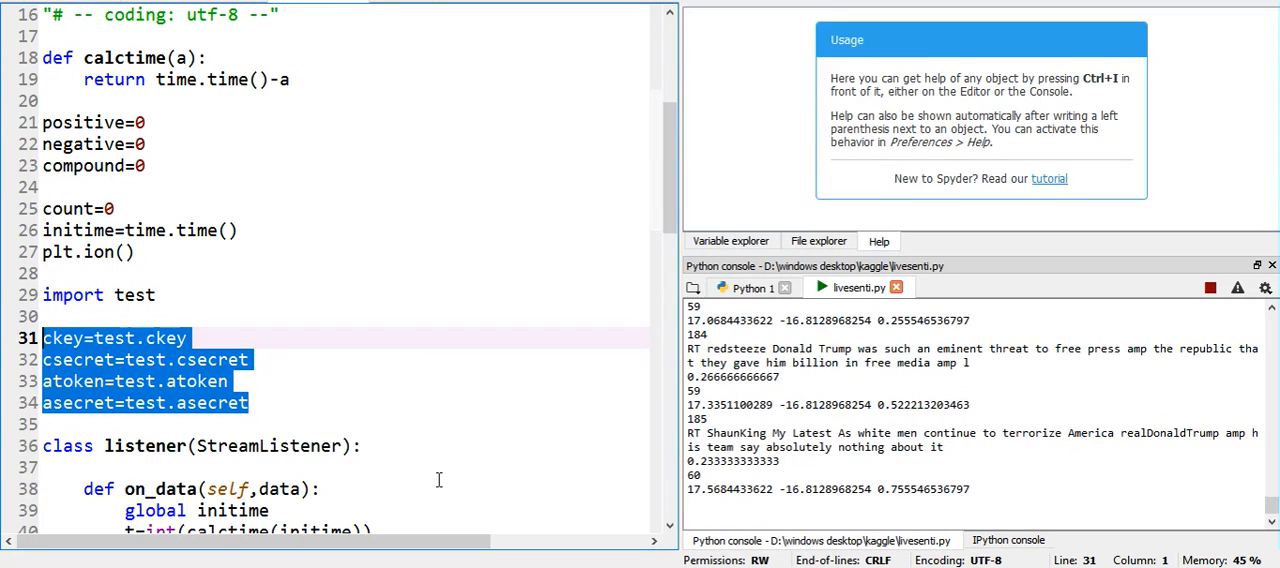 16 "# -- coding: utf-8 --"
17
18 def calctime(a):
19     return time.time()-a
20
21 positive=0
22 negative=0
23 compound=0
24
25 count=0
26 initime=time.time()
27 plt.ion()
28
29 import test
30
31 ckey=test.ckey
32 csecret=test.csecret
33 atoken=test.atoken
34 asecret=test.asecret
35
36 class listener(StreamListener):
37
38     def on_data(self,data):
39         global initime
40         t=int(calctime(initime))
Usage
Here you can get help of any object by pressing Ctrl+I in
front of it, either on the Editor or the Console.
Help can also be shown automatically after writing a left
parenthesis next to an object. You can activate this
behavior in Preferences > Help.
New to Spyder? Read our tutorial
Variable explorer File explorer Help
Python console - D:\windows desktop\kaggle\livesenti.py
Python 1 livesenti.py
59
17.0684433622 -16.8128968254 0.255546536797
184
RT redsteeze Donald Trump was such an eminent threat to free press amp the republic tha
t they gave him billion in free media amp l
0.266666666667
59
17.3351100289 -16.8128968254 0.522213203463
185
RT ShaunKing My Latest As white men continue to terrorize America realDonaldTrump amp h
is team say absolutely nothing about it
0.233333333333
60
17.5684433622 -16.8128968254 0.755546536797
Python console - D:\windows desktop\kaggle\livesenti.py IPython console
Permissions: RW End-of-lines: CRLF Encoding: UTF-8 Line: 31 Column: 1 Memory: 45 %